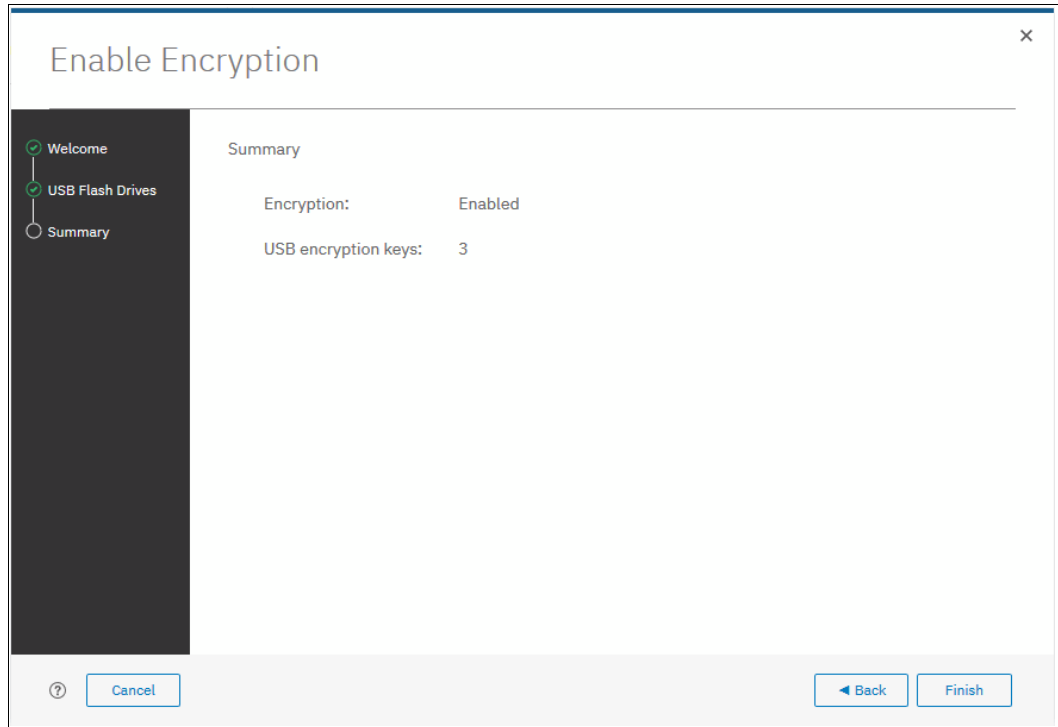 Enable Encryption
Welcome
USB Flash Drives
Summary
Summary
Encryption: Enabled
USB encryption keys: 3
? Cancel
Back
Finish